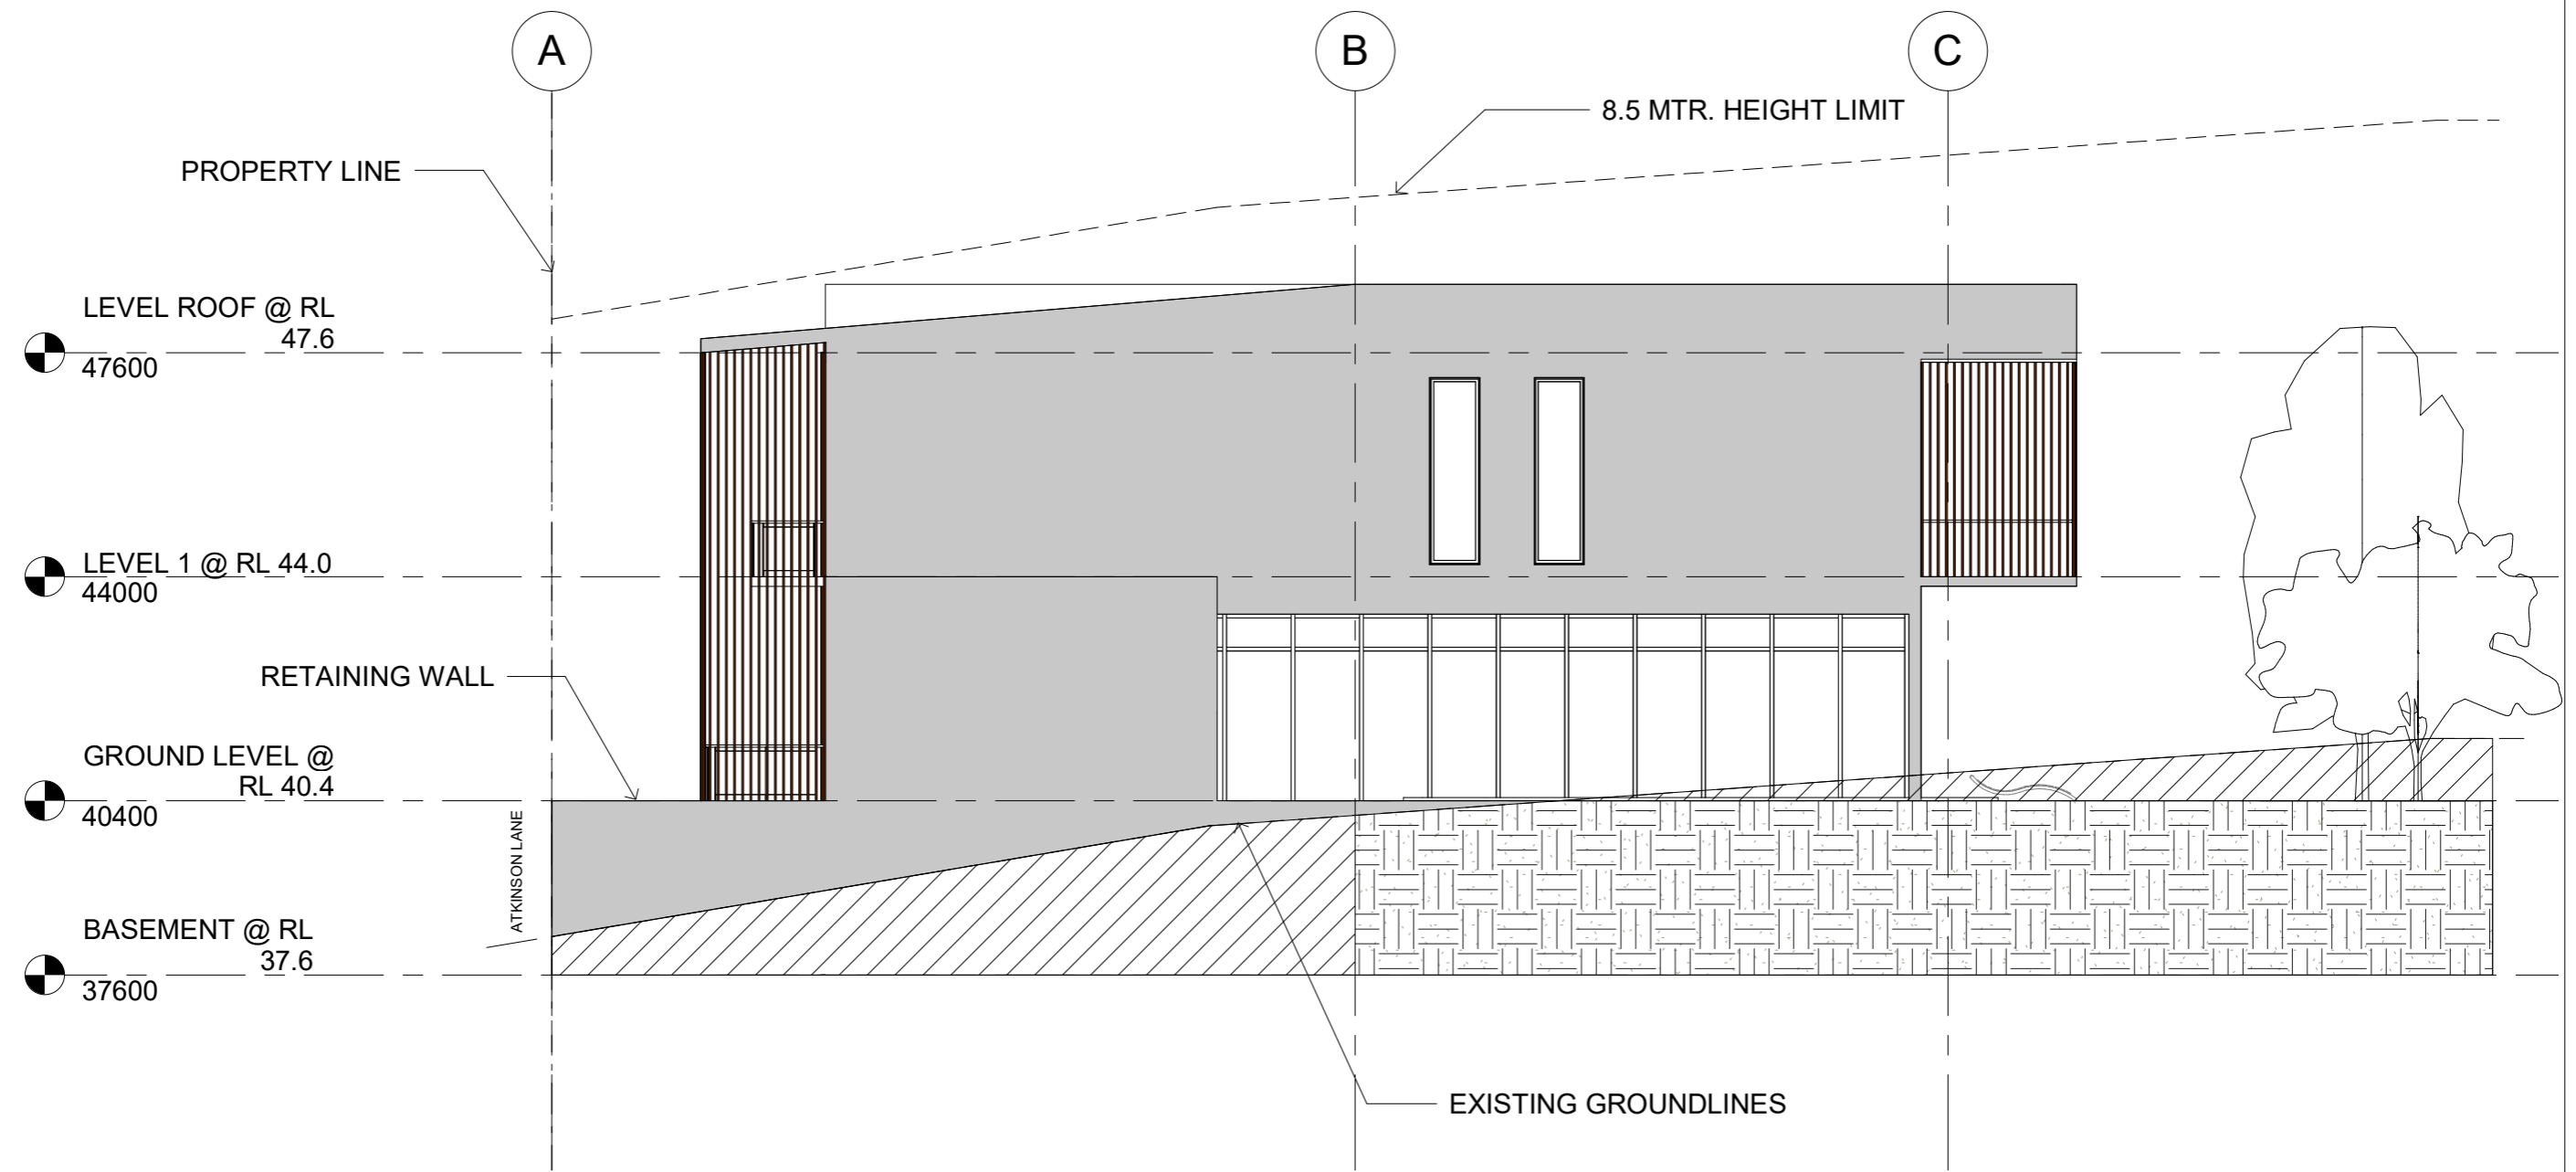 A
B
C
8.5 MTR. HEIGHT LIMIT
PROPERTY LINE
LEVEL ROOF @ RL
47.6
47600
LEVEL 1 @ RL 44.0
44000
RETAINING WALL
GROUND LEVEL @
RL 40.4
40400
ATKINSON LANE
BASEMENT @ RL
37.6
37600
EXISTING GROUNDLINES